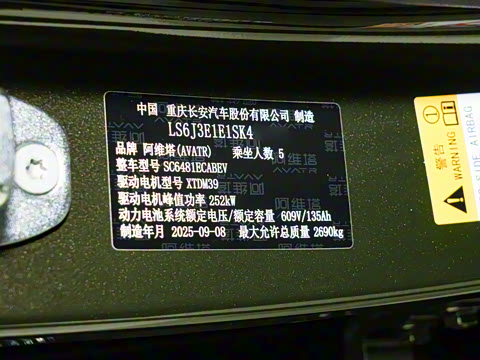 中国 重庆长安汽车股份有限公司 制造
LS6J3E1E1SK4
品牌 阿维塔(AVATR) 乘坐人数 5
整车型号 SC6481ECABEV
驱动电机型号 XTDM39
驱动电机峰值功率 252kW
动力电池系统额定电压/额定容量 609V/135Ah
制造年月 2025-09-08 最大允许总质量 2690kg
警告
WARNING
AIRBAG